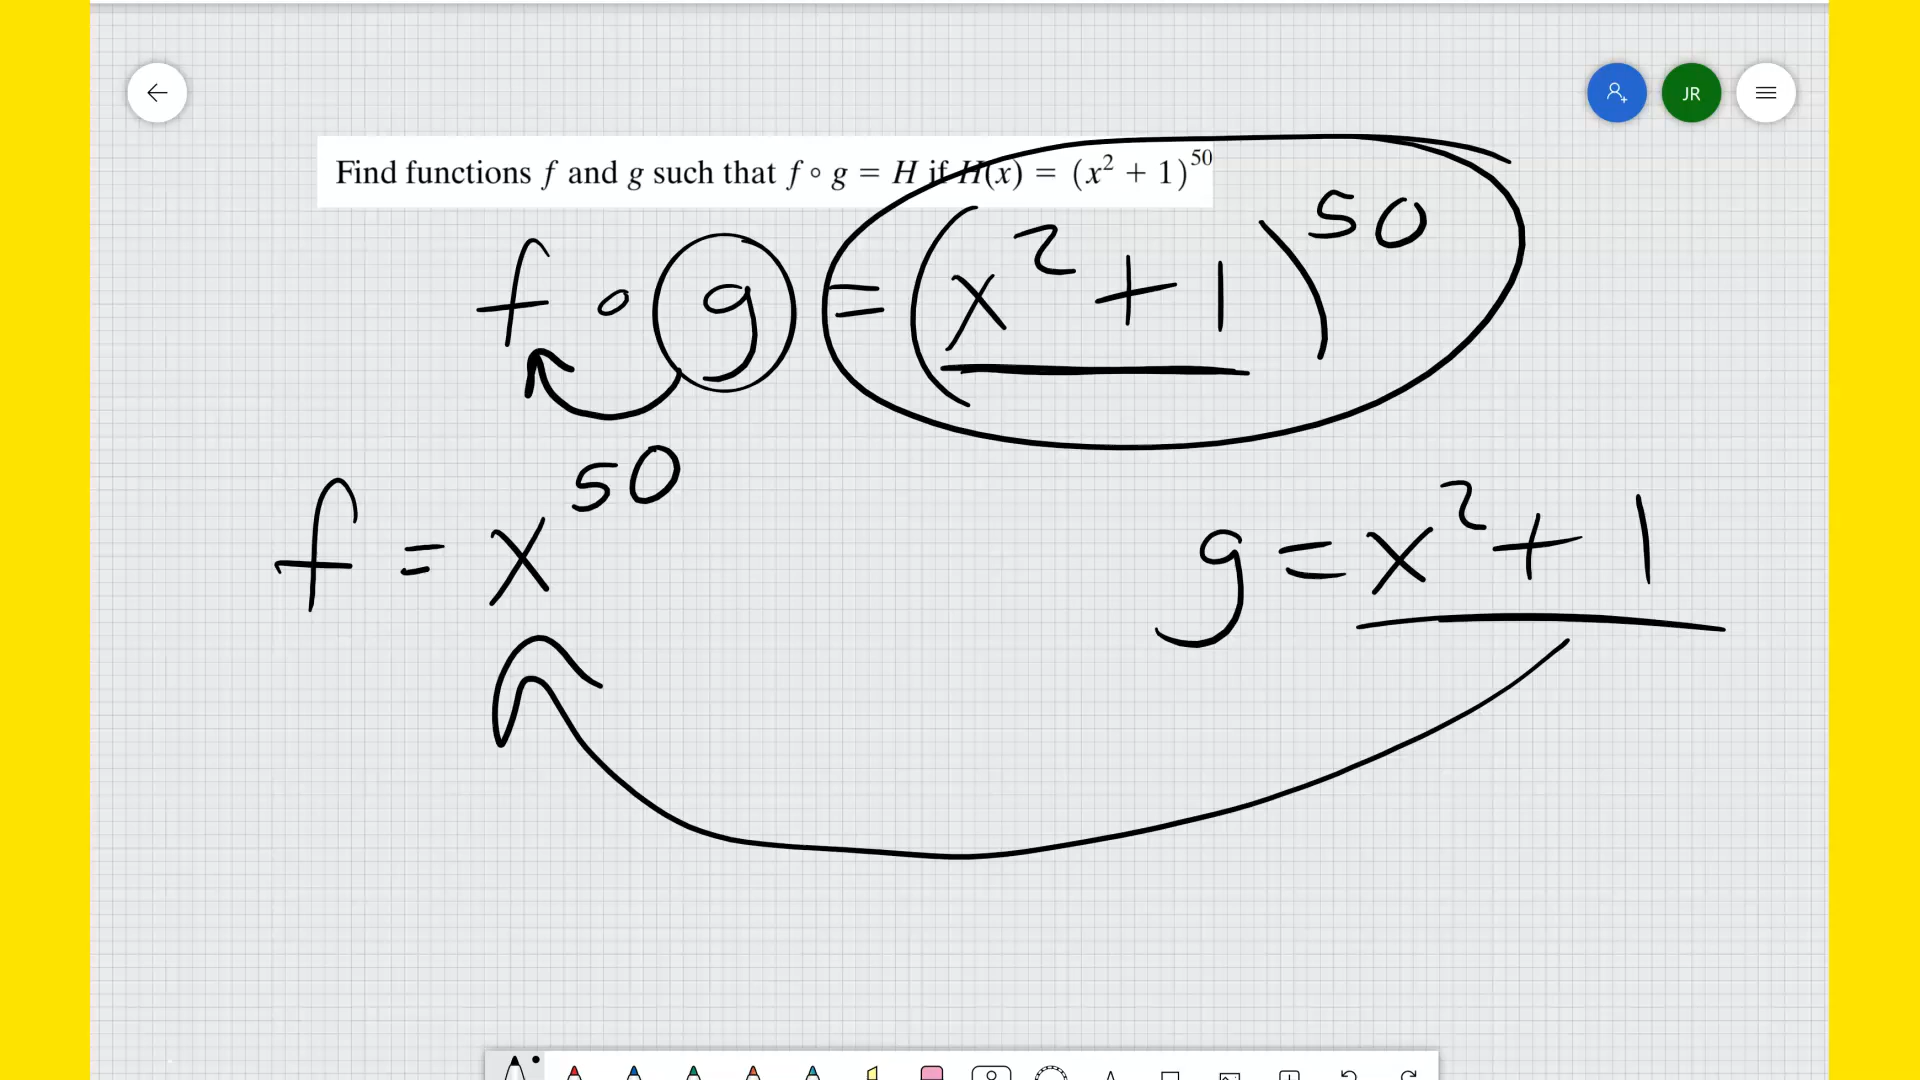 JR
Find functions f and g such that f ∘ g = H if H(x) = (x² + 1)⁵⁰
f ∘ g = (x² + 1)⁵⁰
f = x⁵⁰
g = x² + 1